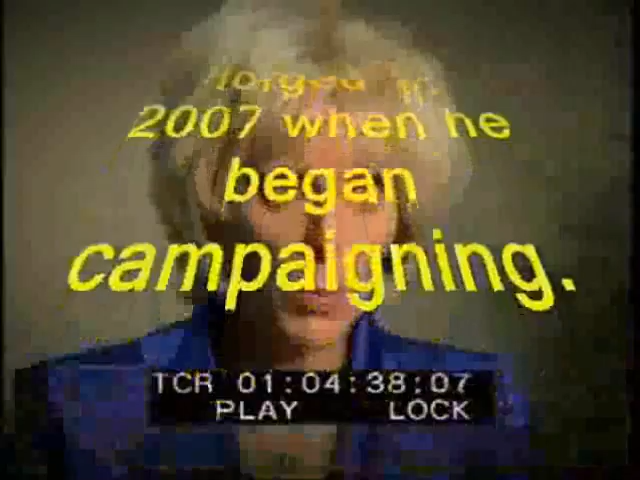 2007 when he
began
campaigning.
TCR 01:04:38:07
PLAY LOCK